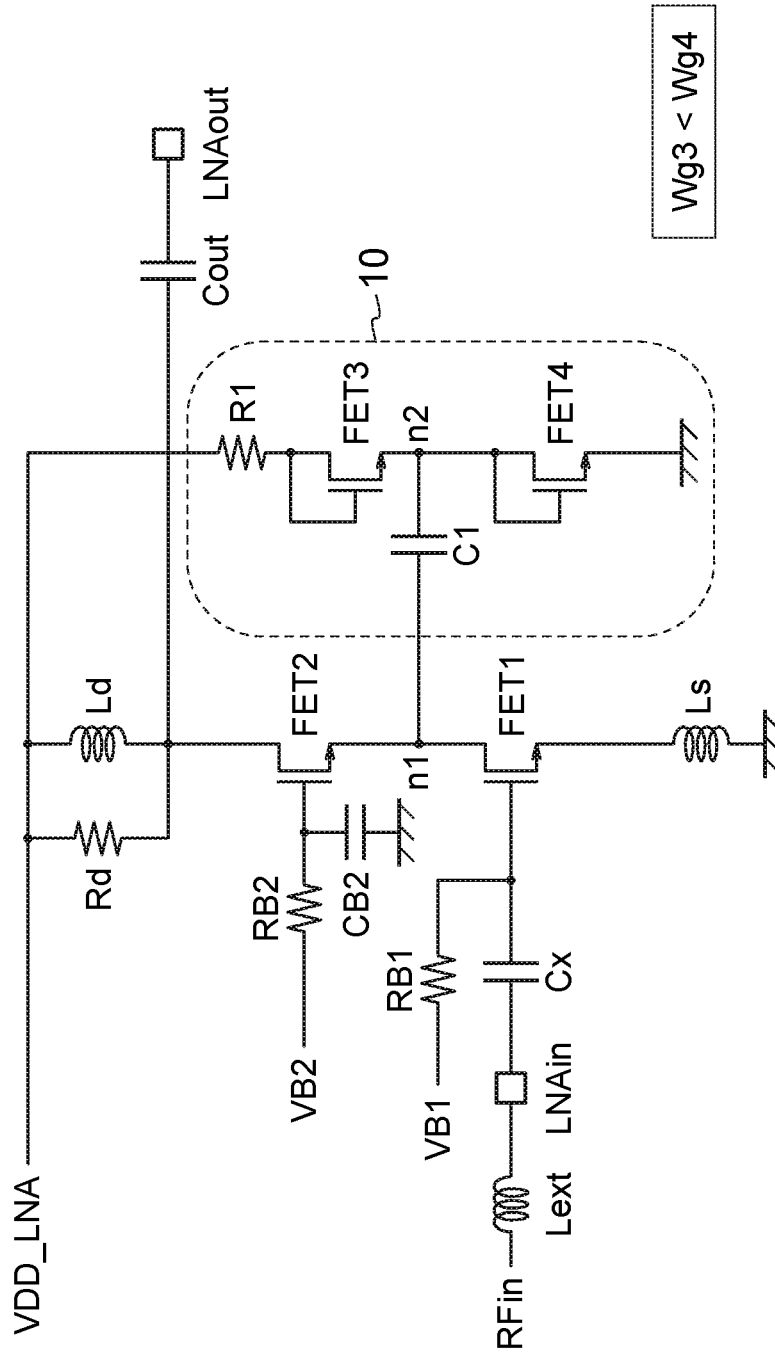 VDD_LNA
Rd
Ld
Cout
LNAout
10
R1
FET3
n2
FET4
C1
FET2
n1
FET1
Ls
RB2
CB2
VB2
RB1
VB1
Cx
LNAin
Lext
RFin
Wg3 < Wg4